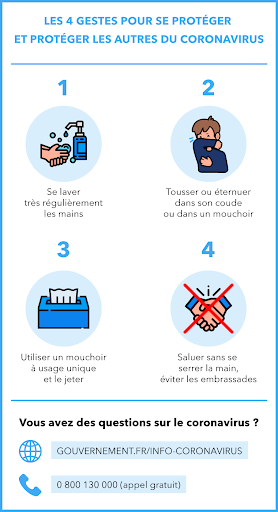 LES 4 GESTES POUR SE PROTÉGER
ET PROTÉGER LES AUTRES DU CORONAVIRUS
1
Se laver
très régulièrement
les mains
2
Tousser ou éternuer
dans son coude
ou dans un mouchoir
3
Utiliser un mouchoir
à usage unique
et le jeter
4
Saluer sans se
serrer la main,
éviter les embrassades
Vous avez des questions sur le coronavirus ?
GOUVERNEMENT.FR/INFO-CORONAVIRUS
0 800 130 000 (appel gratuit)